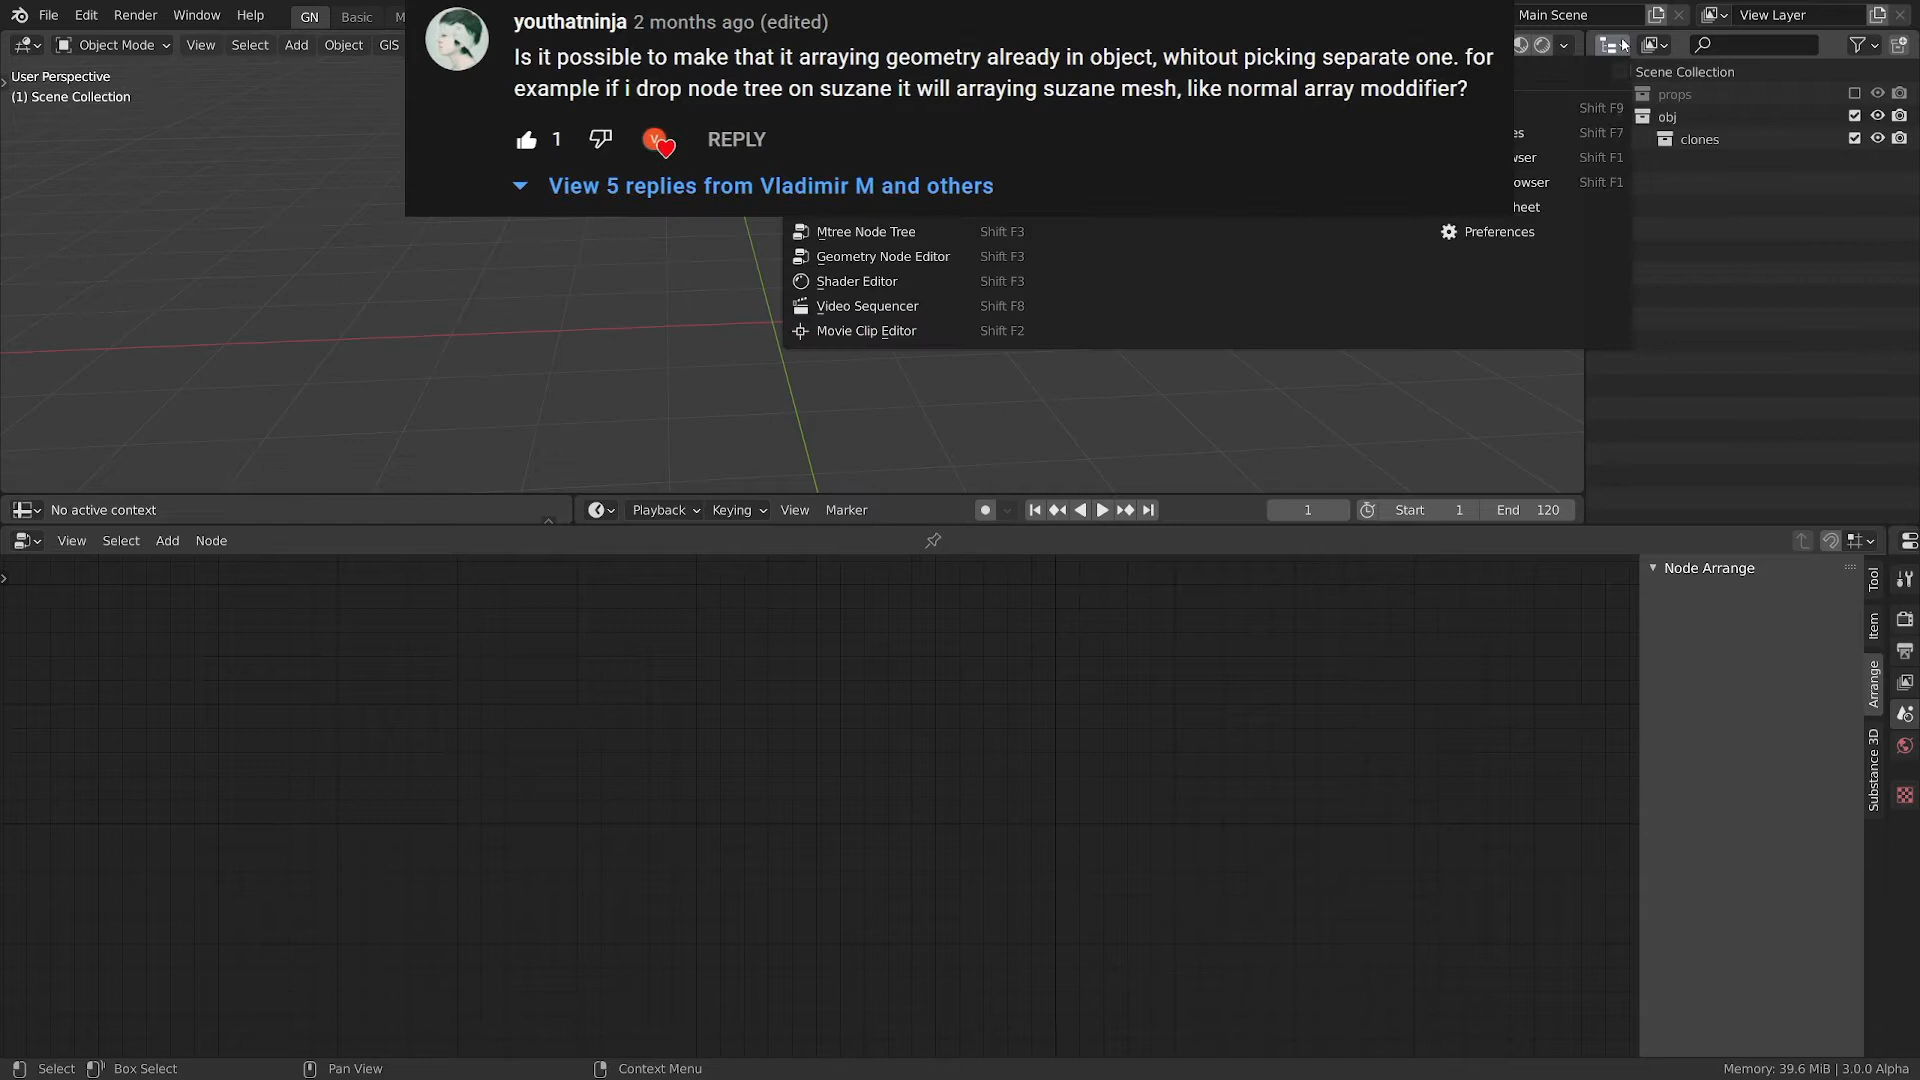 File Edit Render Window Help GN Basic M
youthatninja 2 months ago (edited)
Main Scene View Layer
Object Mode View Select Add Object GIS
Is it possible to make that it arraying geometry already in object, whitout picking separate one. for
example if i drop node tree on suzane it will arraying suzane mesh, like normal array moddifier?
User Perspective
(1) Scene Collection
1 REPLY
View 5 replies from Vladimir M and others
Shift F9
es Shift F7
wser Shift F1
owser Shift F1
heet
Scene Collection
props
obj
clones
Mtree Node Tree Shift F3
Geometry Node Editor Shift F3
Shader Editor Shift F3
Video Sequencer Shift F8
Movie Clip Editor Shift F2
Preferences
No active context
Playback Keying View Marker
1 Start 1 End 120
View Select Add Node
Node Arrange
Tool
Item
Arrange
Substance 3D
Select Box Select Pan View Context Menu
Memory: 39.6 MiB | 3.0.0 Alpha